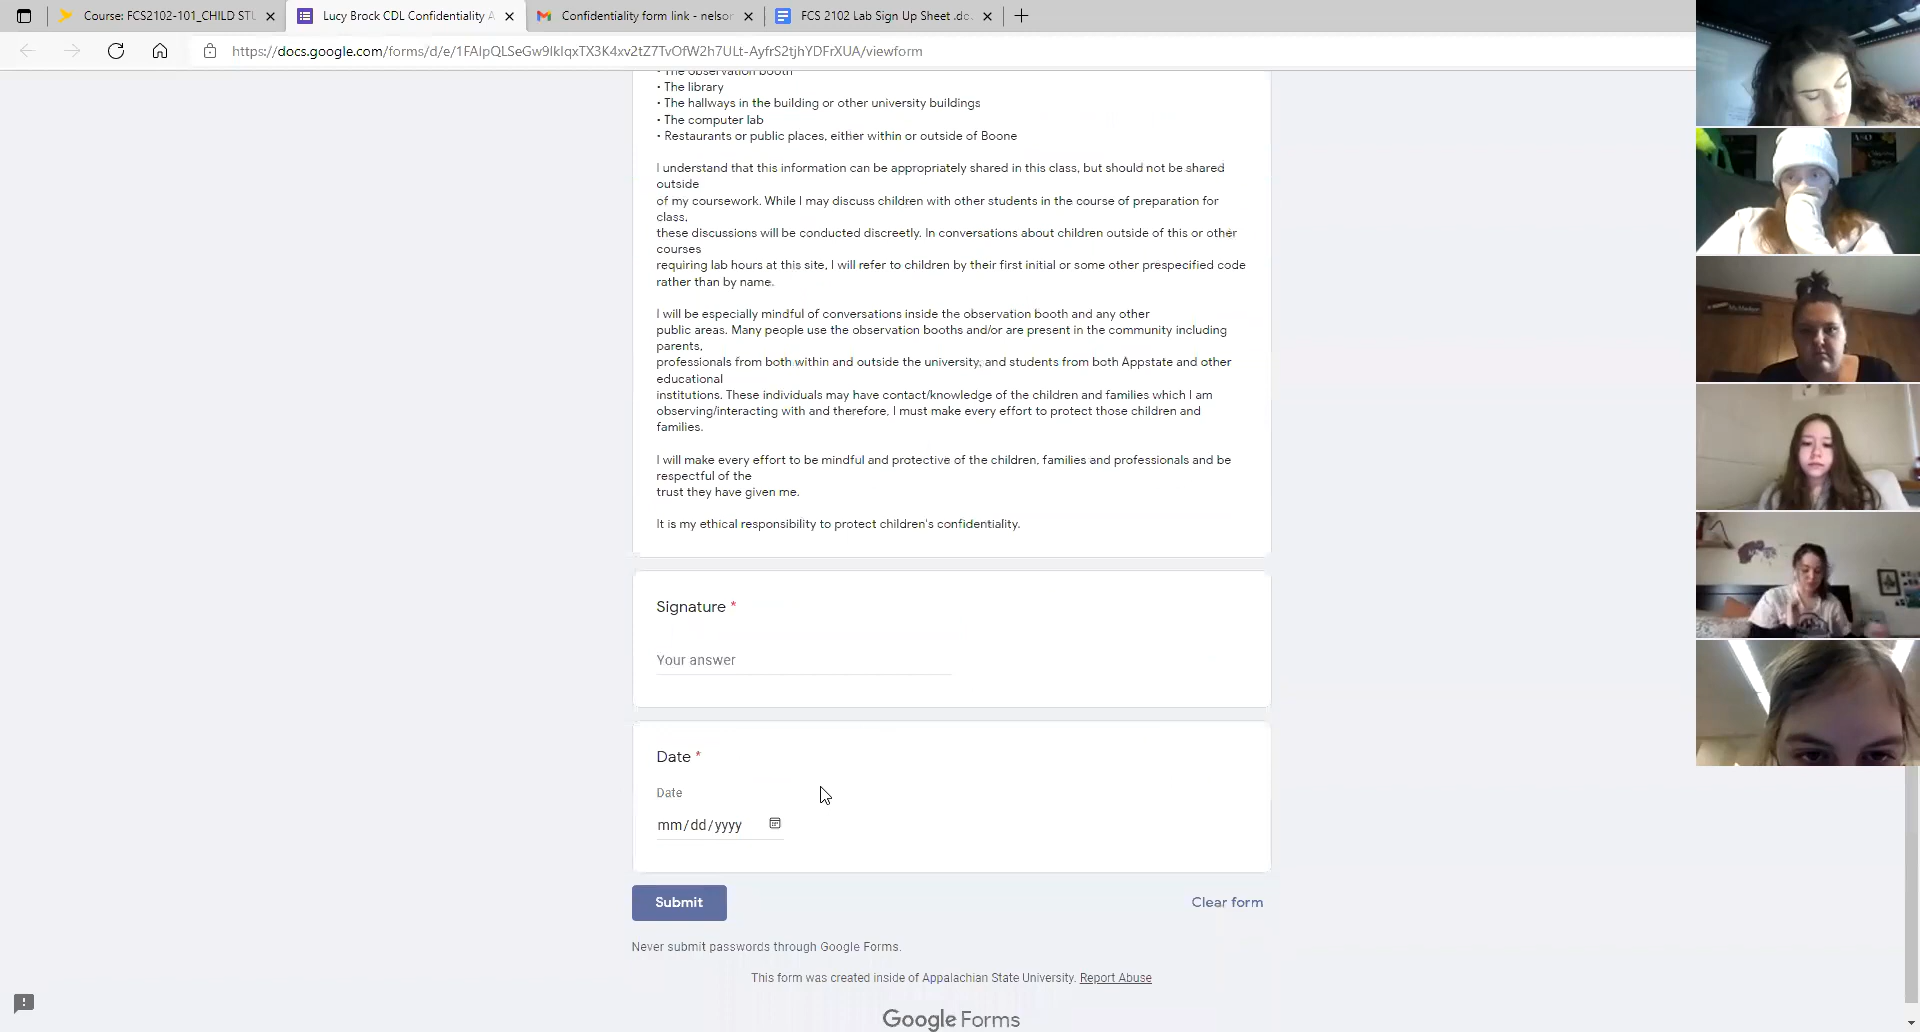 Course: FCS2102-101_CHILD STU
Lucy Brock CDL Confidentiality A
Confidentiality form link - nelson
FCS 2102 Lab Sign Up Sheet .do
https://docs.google.com/forms/d/e/
• The observation booth
• The library
• The hallways in the building or other university buildings
• The computer lab
• Restaurants or public places, either within or outside of Boone
I understand that this information can be appropriately shared in this class, but should not be shared
outside
of my coursework. While I may discuss children with other students in the course of preparation for
class,
these discussions will be conducted discreetly. In conversations about children outside of this or other
courses
requiring lab hours at this site, I will refer to children by their first initial or some other prespecified code
rather than by name.
I will be especially mindful of conversations inside the observation booth and any other
public areas. Many people use the observation booths and/or are present in the community including
parents,
professionals from both within and outside the university, and students from both Appstate and other
educational
institutions. These individuals may have contact/knowledge of the children and families which I am
observing/interacting with and therefore, I must make every effort to protect those children and
families.
I will make every effort to be mindful and protective of the children, families and professionals and be
respectful of the
trust they have given me.
It is my ethical responsibility to protect children's confidentiality.
Signature *
Your answer
Date *
Date
mm/dd/yyyy
Submit
Clear form
Never submit passwords through Google Forms.
This form was created inside of Appalachian State University. Report Abuse
Google Forms